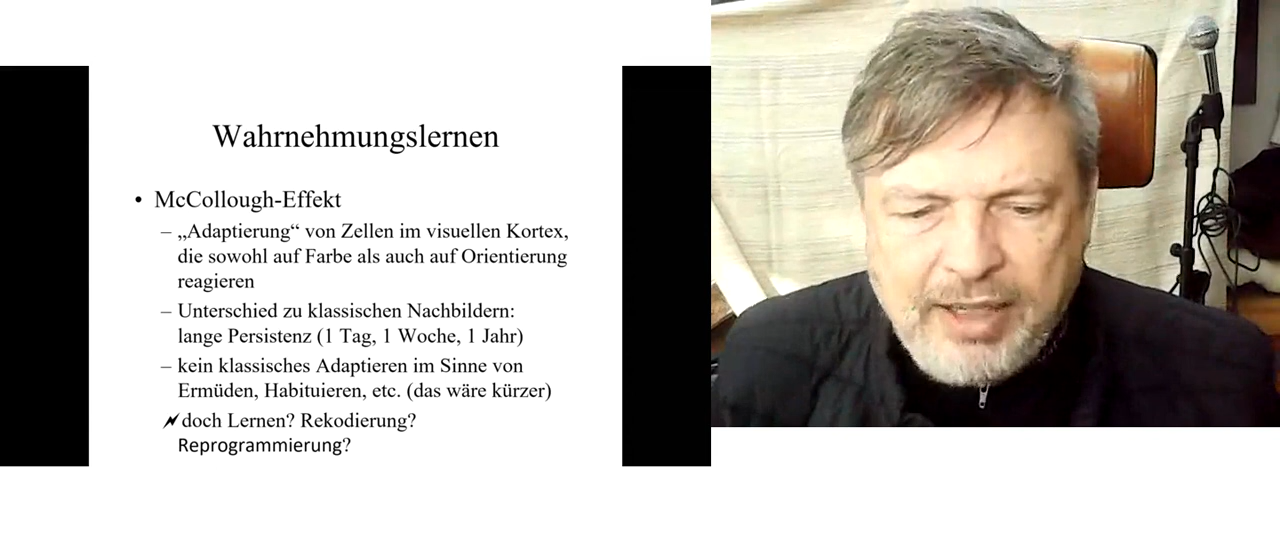 Wahrnehmungslernen
• McCollough-Effekt
– „Adaptierung“ von Zellen im visuellen Kortex,
die sowohl auf Farbe als auch auf Orientierung
reagieren
– Unterschied zu klassischen Nachbildern:
lange Persistenz (1 Tag, 1 Woche, 1 Jahr)
– kein klassisches Adaptieren im Sinne von
Ermüden, Habituieren, etc. (das wäre kürzer)
doch Lernen? Rekodierung?
Reprogrammierung?